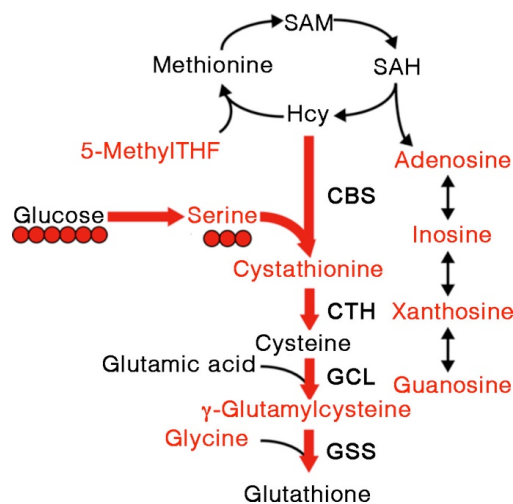 SAM
Methionine
SAH
Hcy
5-MethylTHF
Adenosine
CBS
Glucose
Serine
Inosine
Cystathionine
CTH
Xanthosine
Cysteine
Glutamic acid
GCL
Guanosine
γ-Glutamylcysteine
Glycine
GSS
Glutathione